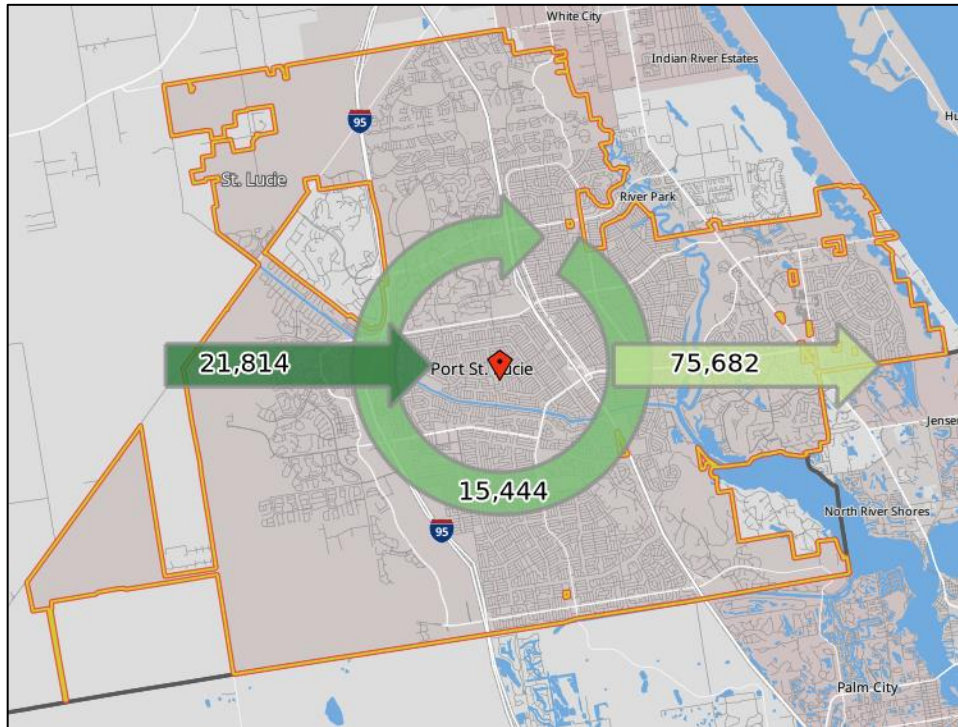 White City
Indian River Estates
Hu
95
St. Lucie
River Park
21,814
Port St. Lucie
75,682
Jensen
15,444
North River Shores
95
Palm City